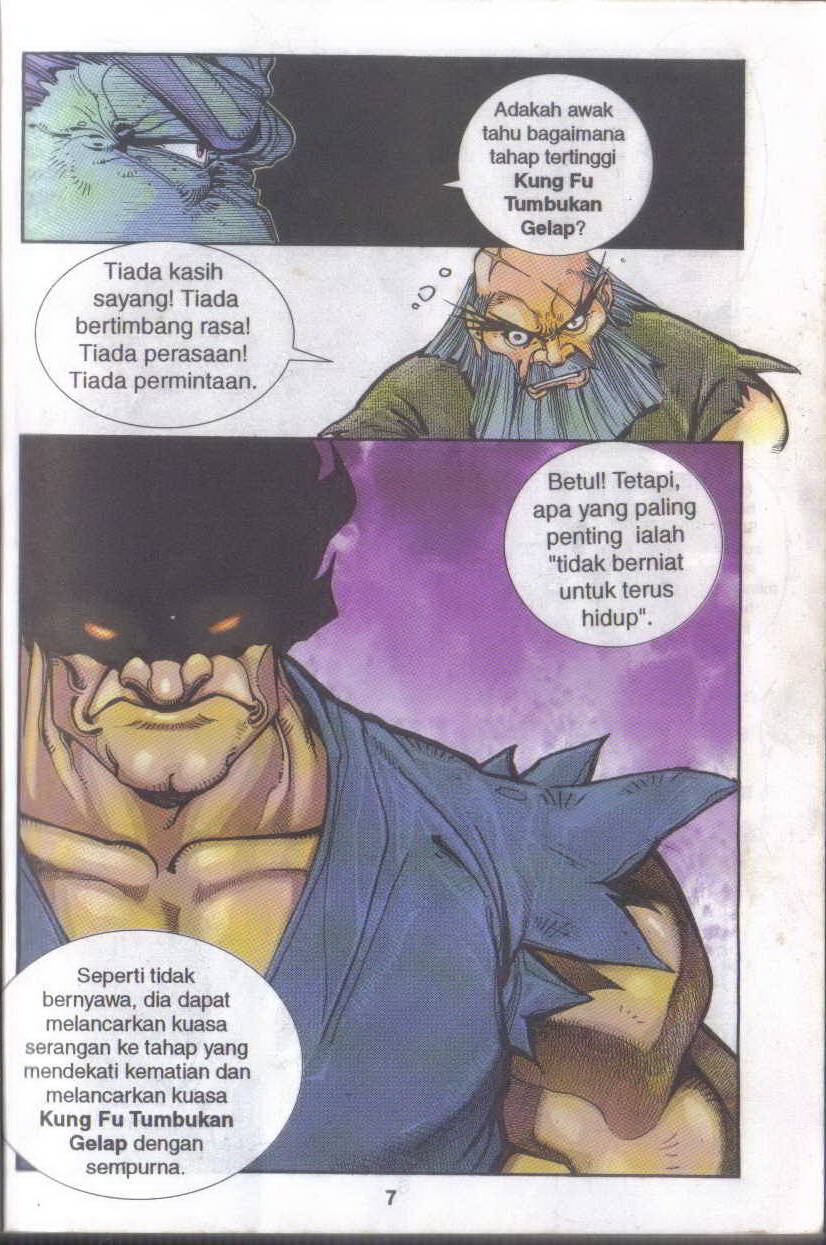 Adakah awak
tahu bagaimana
tahap tertinggi
Kung Fu
Tumbukan
Gelap?
Tiada kasih
sayang! Tiada
bertimbang rasa!
Tiada perasaan!
Tiada permintaan.
Betul! Tetapi,
apa yang paling
penting ialah
"tidak berniat
untuk terus
hidup".
Seperti tidak
bernyawa, dia dapat
melancarkan kuasa
serangan ke tahap yang
mendekati kematian dan
melancarkan kuasa
Kung Fu Tumbukan
Gelap dengan
sempurna.
7